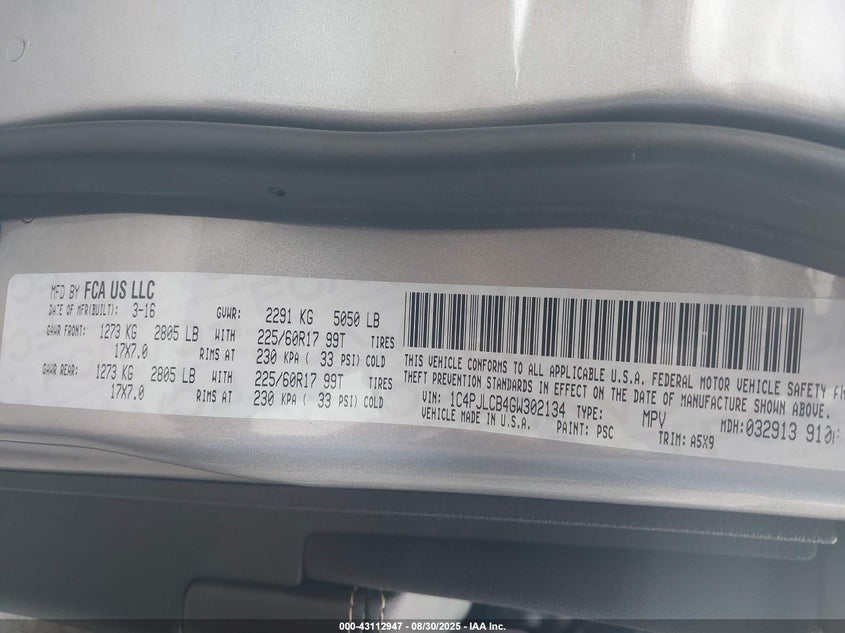 MFD BY FCA US LLC
DATE OF MFR(BUILT): 3-16 GVWR: 2291 KG 5050 LB
GAWR FRONT: 1273 KG 2805 LB WITH 225/60R17 99T TIRES
17X7.0 RIMS AT 230 KPA ( 33 PSI) COLD
GAWR REAR: 1273 KG 2805 LB WITH 225/60R17 99T TIRES
17X7.0 RIMS AT 230 KPA ( 33 PSI) COLD
THIS VEHICLE CONFORMS TO ALL APPLICABLE U.S.A. FEDERAL MOTOR VEHICLE SAFETY
THEFT PREVENTION STANDARDS IN EFFECT ON THE DATE OF MANUFACTURE SHOWN ABOVE.
VIN: 1C4PJLCB4GW302134 TYPE: MPV MDH: 032913 910
VEHICLE MADE IN U.S.A. PAINT: PSC TRIM: A5X9
000-43112947 - 08/30/2025 - IAA Inc.